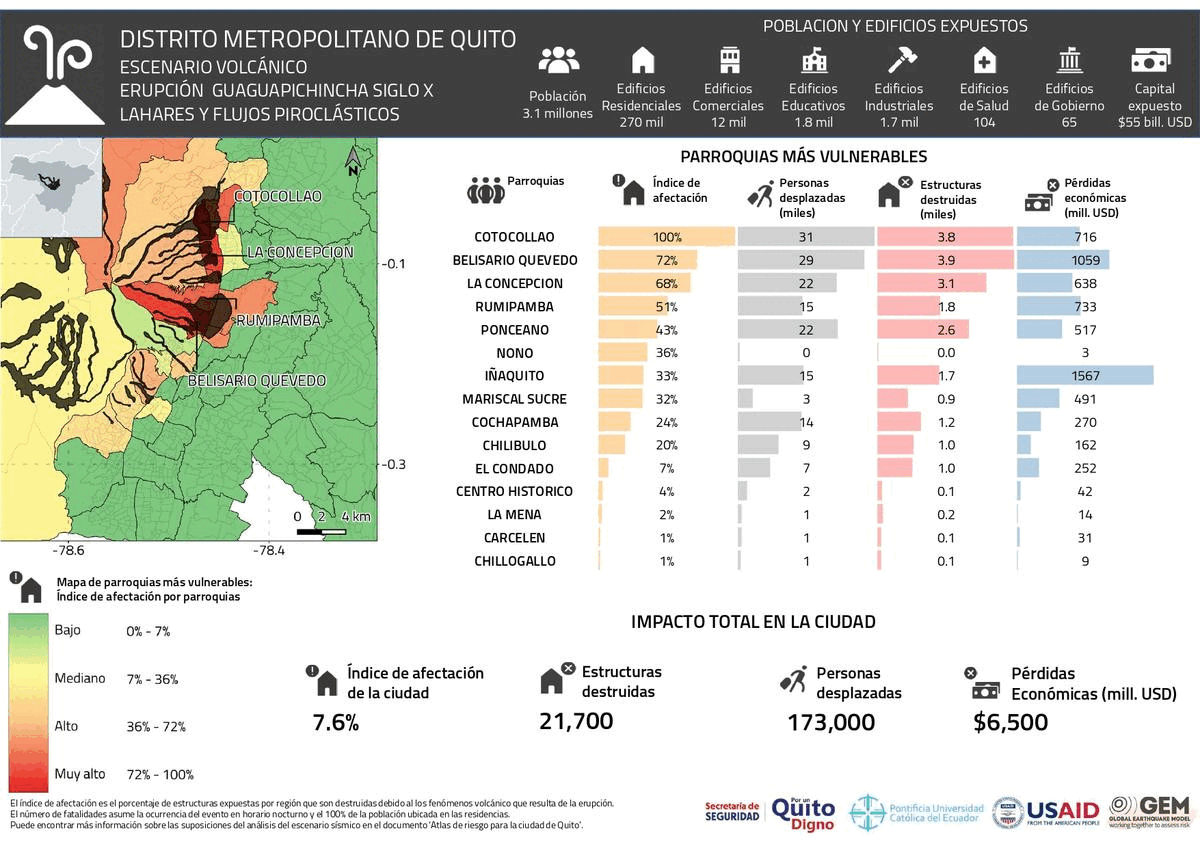 DISTRITO METROPOLITANO DE QUITO
ESCENARIO VOLCÁNICO
ERUPCIÓN GUAGUAPICHINCHA SIGLO X
LAHARES Y FLUJOS PIROCLÁSTICOS
POBLACION Y EDIFICIOS EXPUESTOS
Población
3.1 millones
Edificios
Residenciales
270 mil
Edificios
Comerciales
12 mil
Edificios
Educativos
1.8 mil
Edificios
Industriales
1.7 mil
Edificios
de Salud
104
Edificios
de Gobierno
65
Capital
expuesto
$55 bill. USD
N
COTOCOLLAO
LA CONCEPCION
RUMIPAMBA
BELISARIO QUEVEDO
-0.1
-0.3
0 2 4 km
-78.6 -78.4
PARROQUIAS MÁS VULNERABLES
Parroquias
Índice de
afectación
Personas
desplazadas
(miles)
Estructuras
destruidas
(miles)
Pérdidas
económicas
(mill. USD)
COTOCOLLAO 100% 31 3.8 716
BELISARIO QUEVEDO 72% 29 3.9 1059
LA CONCEPCION 68% 22 3.1 638
RUMIPAMBA 51% 15 1.8 733
PONCEANO 43% 22 2.6 517
NONO 36% 0 0.0 3
IÑAQUITO 33% 15 1.7 1567
MARISCAL SUCRE 32% 3 0.9 491
COCHAPAMBA 24% 14 1.2 270
CHILIBULO 20% 9 1.0 162
EL CONDADO 7% 7 1.0 252
CENTRO HISTORICO 4% 2 0.1 42
LA MENA 2% 1 0.2 14
CARCELEN 1% 1 0.1 31
CHILLOGALLO 1% 1 0.1 9
Mapa de parroquias más vulnerables:
Índice de afectación por parroquias
Bajo 0% - 7%
Mediano 7% - 36%
Alto 36% - 72%
Muy alto 72% - 100%
IMPACTO TOTAL EN LA CIUDAD
Índice de afectación
de la ciudad
7.6%
Estructuras
destruidas
21,700
Personas
desplazadas
173,000
Pérdidas
Económicas (mill. USD)
$6,500
El índice de afectación es el porcentaje de estructuras expuestas por región que son destruidas debido al los fenómenos volcánico que resulta de la erupción.
El número de fatalidades asume la ocurrencia del evento en horario nocturno y el 100% de la población ubicada en las residencias.
Puede encontrar más información sobre las suposiciones del análisis del escenario sísmico en el documento 'Atlas de riesgo para la ciudad de Quito'.
Secretaría de
SEGURIDAD
Por un
Quito
Digno
Pontificia Universidad
Católica del Ecuador
USAID
FROM THE AMERICAN PEOPLE
GEM
GLOBAL EARTHQUAKE MODEL
working together to assess risk